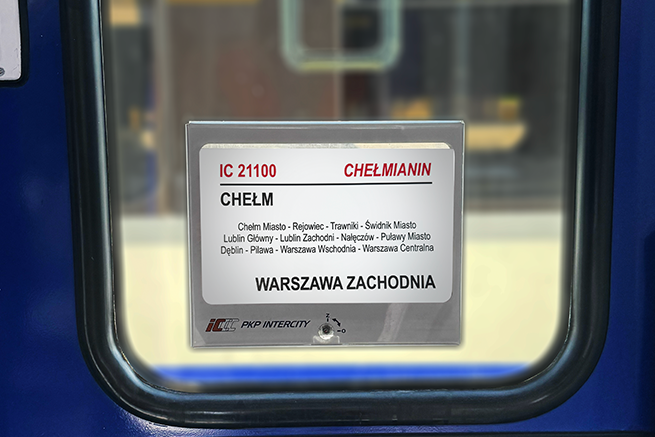 IC 21100 CHEŁMIANIN
CHEŁM
Chełm Miasto - Rejowiec - Trawniki - Świdnik Miasto
Lublin Główny - Lublin Zachodni - Nałęczów - Puławy Miasto
Dęblin - Pilawa - Warszawa Wschodnia - Warszawa Centralna
WARSZAWA ZACHODNIA
IC PKP INTERCITY
Z
O